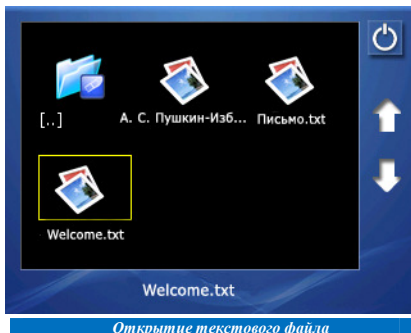 [..]
А. С. Пушкин-Изб...
Письмо.txt
Welcome.txt
Welcome.txt
Открытие текстового файла